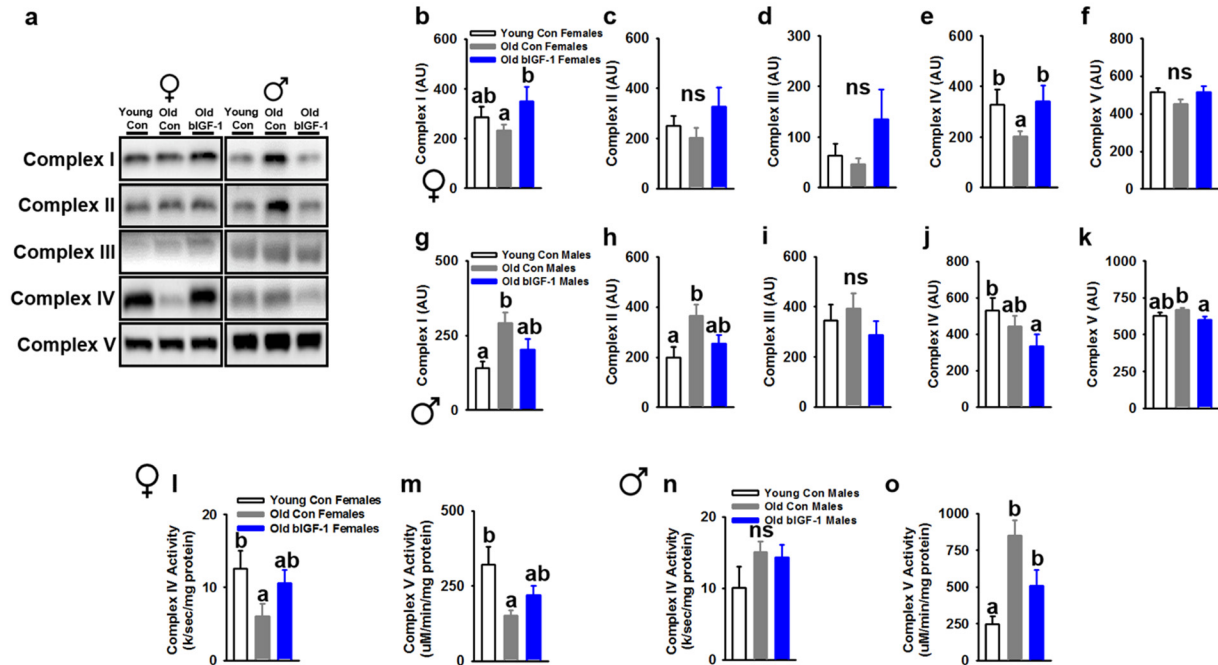 a
♀
♂
Young Con
Old Con
Old bIGF-1
Young Con
Old Con
Old bIGF-1
Complex I
Complex II
Complex III
Complex IV
Complex V
b
Young Con Females
Old Con Females
Old bIGF-1 Females
Complex I (AU)
600
400
200
0
ab
a
b
♀
c
Complex II (AU)
600
400
200
0
ns
d
Complex III (AU)
300
200
100
0
ns
e
Complex IV (AU)
600
400
200
0
b
a
b
f
Complex V (AU)
800
600
400
200
0
ns
g
Young Con Males
Old Con Males
Old bIGF-1 Males
Complex I (AU)
500
250
0
a
b
ab
♂
h
Complex II (AU)
600
400
200
0
a
b
ab
i
Complex III (AU)
600
400
200
0
ns
j
Complex IV (AU)
800
600
400
200
0
b
ab
a
k
Complex V (AU)
1000
750
500
250
0
ab
b
a
♀
l
Young Con Females
Old Con Females
Old bIGF-1 Females
Complex IV Activity
(k/sec/mg protein)
20
10
0
b
a
ab
m
Complex V Activity
(uM/min/mg protein)
500
250
0
b
a
ab
♂
n
Young Con Males
Old Con Males
Old bIGF-1 Males
Complex IV Activity
(k/sec/mg protein)
20
15
10
5
0
ns
o
Complex V Activity
(uM/min/mg protein)
1000
750
500
250
0
a
b
b